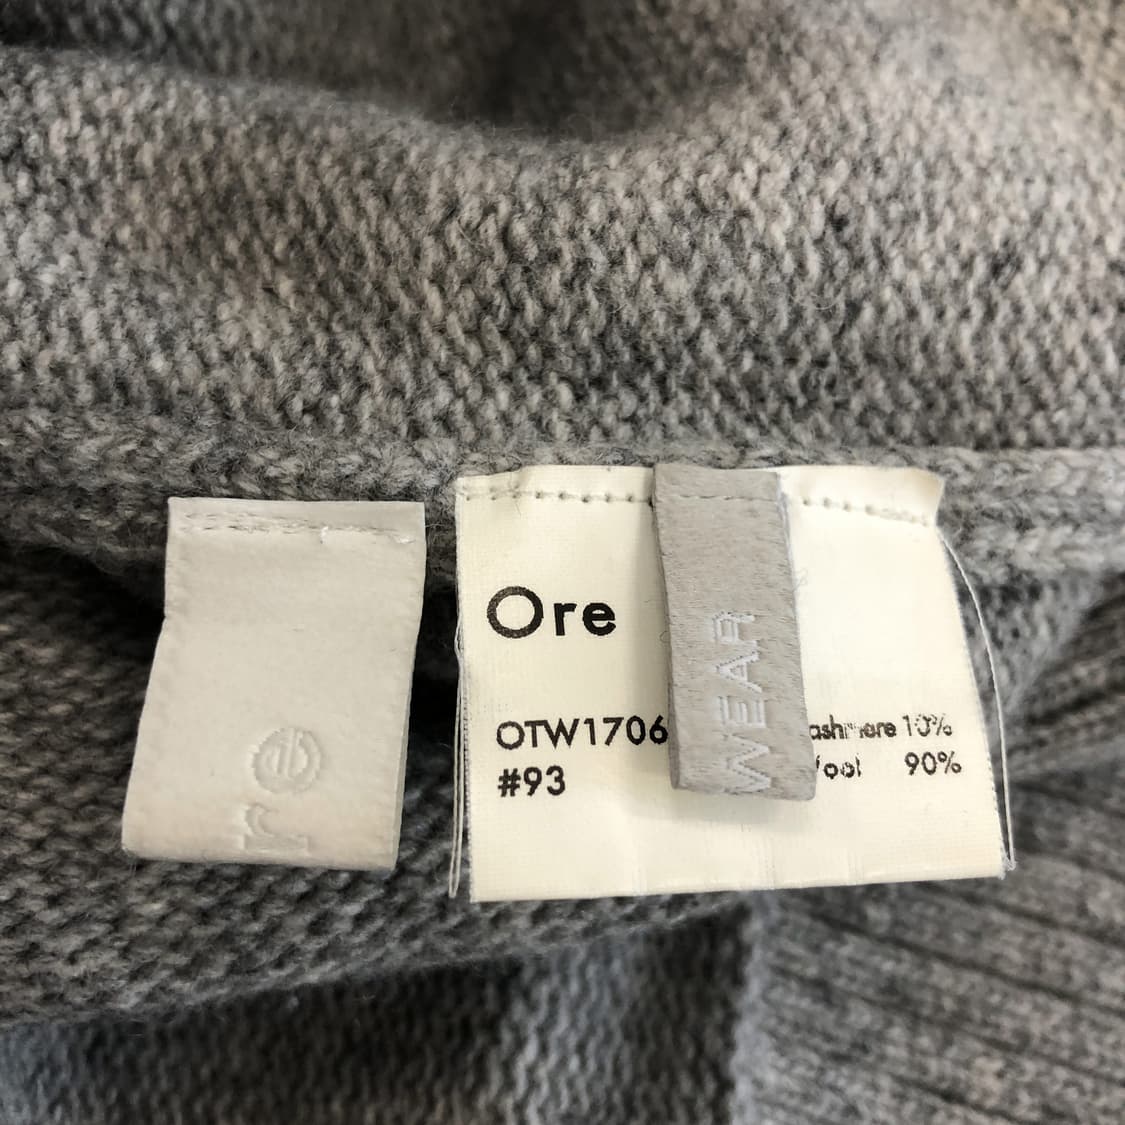 Ore
WEAR
OTW1706
ashmere 10%
#93
ool 90%